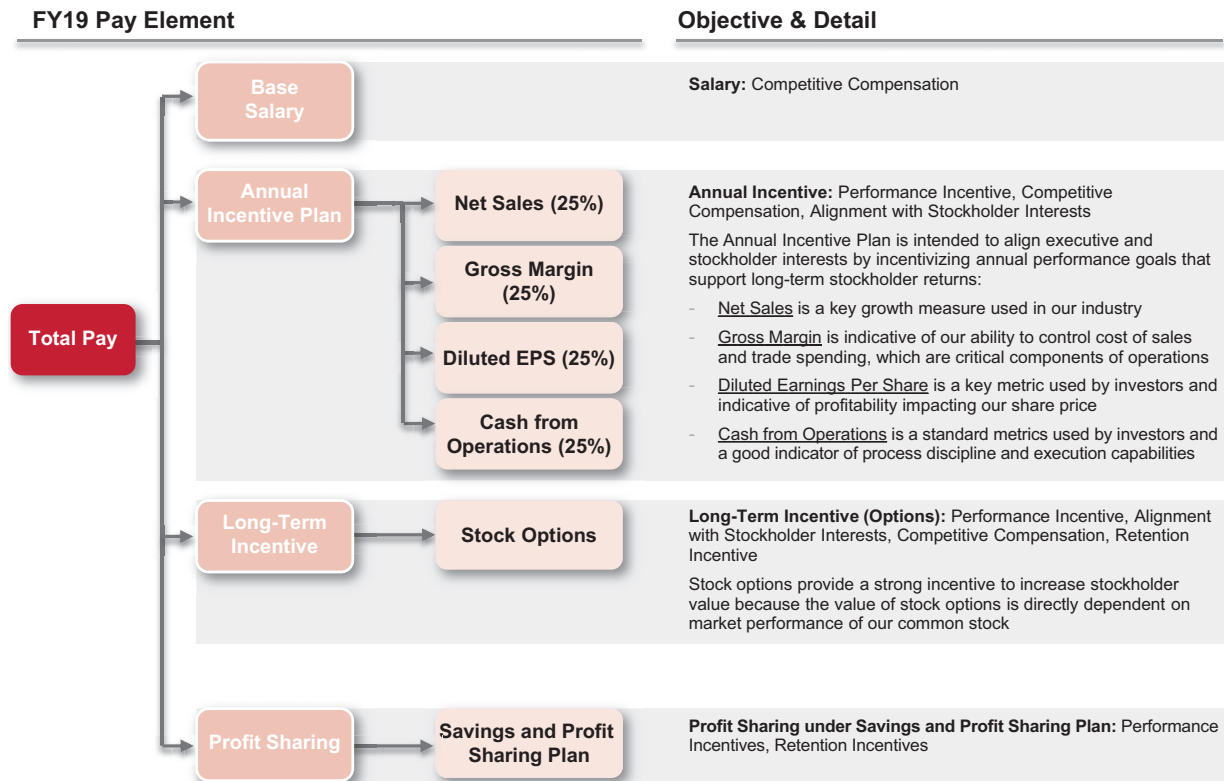 FY19 Pay Element
Objective & Detail
Total Pay
Base
Salary
Salary: Competitive Compensation
Annual
Incentive Plan
Net Sales (25%)
Gross Margin
(25%)
Diluted EPS (25%)
Cash from
Operations (25%)
Annual Incentive: Performance Incentive, Competitive
Compensation, Alignment with Stockholder Interests
The Annual Incentive Plan is intended to align executive and
stockholder interests by incentivizing annual performance goals that
support long-term stockholder returns:
- Net Sales is a key growth measure used in our industry
- Gross Margin is indicative of our ability to control cost of sales
and trade spending, which are critical components of operations
- Diluted Earnings Per Share is a key metric used by investors and
indicative of profitability impacting our share price
- Cash from Operations is a standard metrics used by investors and
a good indicator of process discipline and execution capabilities
Long-Term
Incentive
Stock Options
Long-Term Incentive (Options): Performance Incentive, Alignment
with Stockholder Interests, Competitive Compensation, Retention
Incentive
Stock options provide a strong incentive to increase stockholder
value because the value of stock options is directly dependent on
market performance of our common stock
Profit Sharing
Savings and Profit
Sharing Plan
Profit Sharing under Savings and Profit Sharing Plan: Performance
Incentives, Retention Incentives